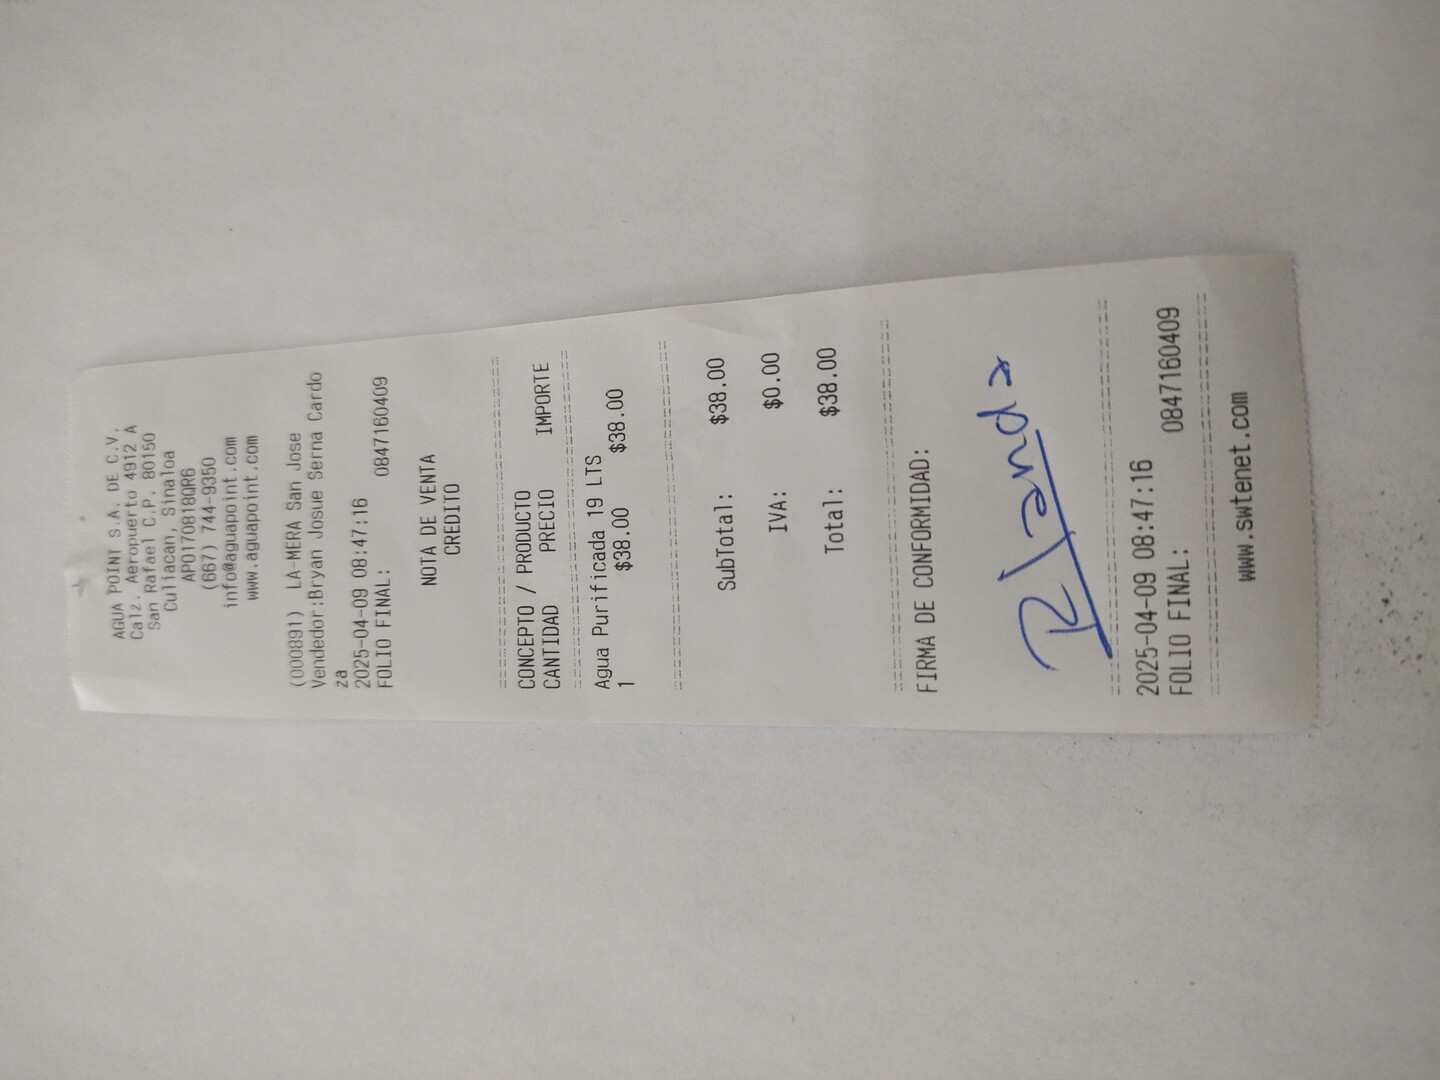 AGUA POINT S.A. DE C.V.
Calz. Aeropuerto 4912 A
San Rafael C.P. 80150
Culiacan, Sinaloa
APO170818QR6
(667) 744-9350
info@aguapoint.com
www.aguapoint.com
(000891) LA-MERA San Jose
Vendedor:Bryan Josue Serna Cardo
za
2025-04-09 08:47:16
FOLIO FINAL: 0847160409
NOTA DE VENTA
CREDITO
CONCEPTO / PRODUCTO
CANTIDAD PRECIO IMPORTE
Agua Purificada 19 LTS
1 $38.00 $38.00
SubTotal: $38.00
IVA: $0.00
Total: $38.00
FIRMA DE CONFORMIDAD:
2025-04-09 08:47:16
FOLIO FINAL: 0847160409
www.swtenet.com